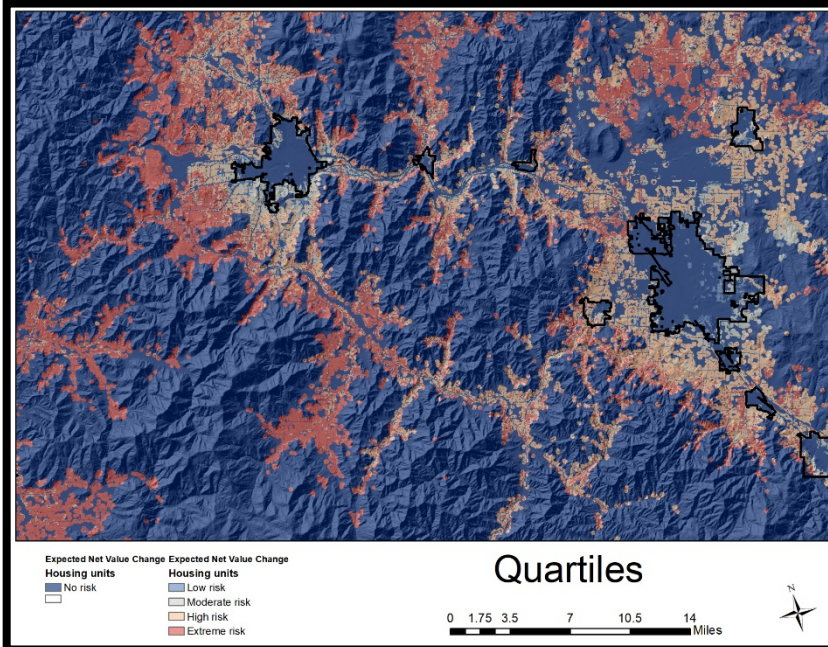 Expected Net Value Change Expected Net Value Change
Housing units Housing units
No risk Low risk
Moderate risk
High risk
Extreme risk
Quartiles
0 1.75 3.5 7 10.5 14
Miles
N